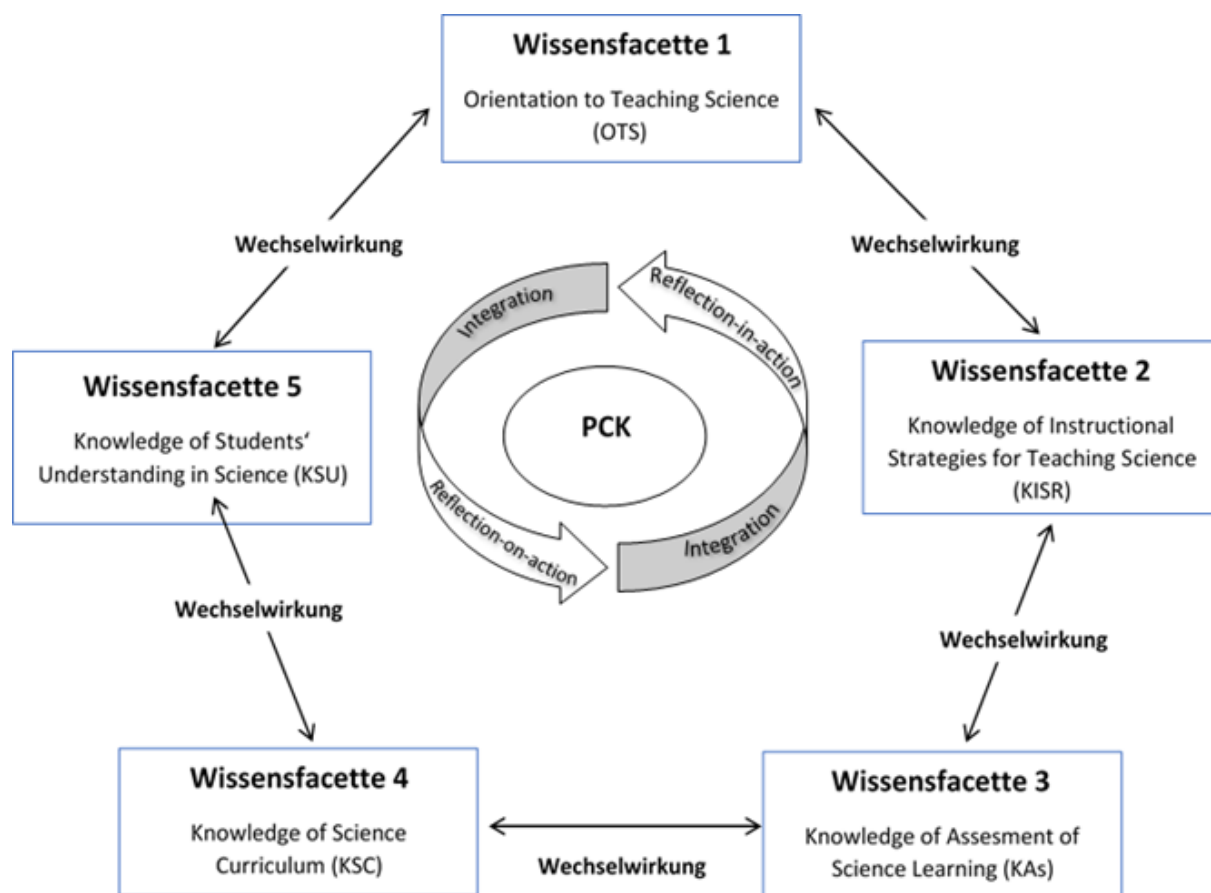 Wissensfacette 1
Orientation to Teaching Science
(OTS)
Wechselwirkung
Wechselwirkung
Integration
Reflection-in-action
Wissensfacette 5
Knowledge of Students‘
Understanding in Science (KSU)
PCK
Wissensfacette 2
Knowledge of Instructional
Strategies for Teaching Science
(KISR)
Reflection-on-action
Integration
Wechselwirkung
Wechselwirkung
Wissensfacette 4
Knowledge of Science
Curriculum (KSC)
Wechselwirkung
Wissensfacette 3
Knowledge of Assesment of
Science Learning (KAs)